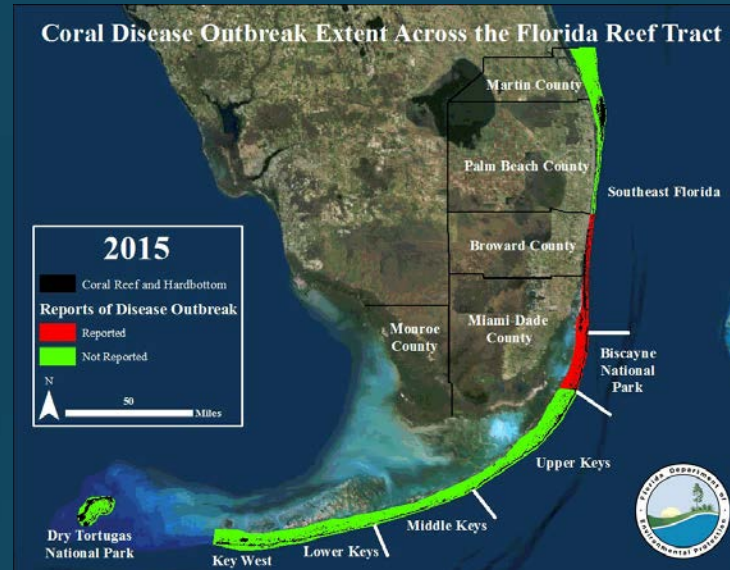 Coral Disease Outbreak Extent Across the Florida Reef Tract
Martin County
Palm Beach County
Southeast Florida
2015
Coral Reef and Hardbottom
Reports of Disease Outbreak
Reported
Not Reported
N
50
Miles
Broward County
Monroe
County
Miami-Dade
County
Biscayne
National
Park
Upper Keys
Middle Keys
Lower Keys
Key West
Dry Tortugas
National Park
Florida Department of
Environmental Protection